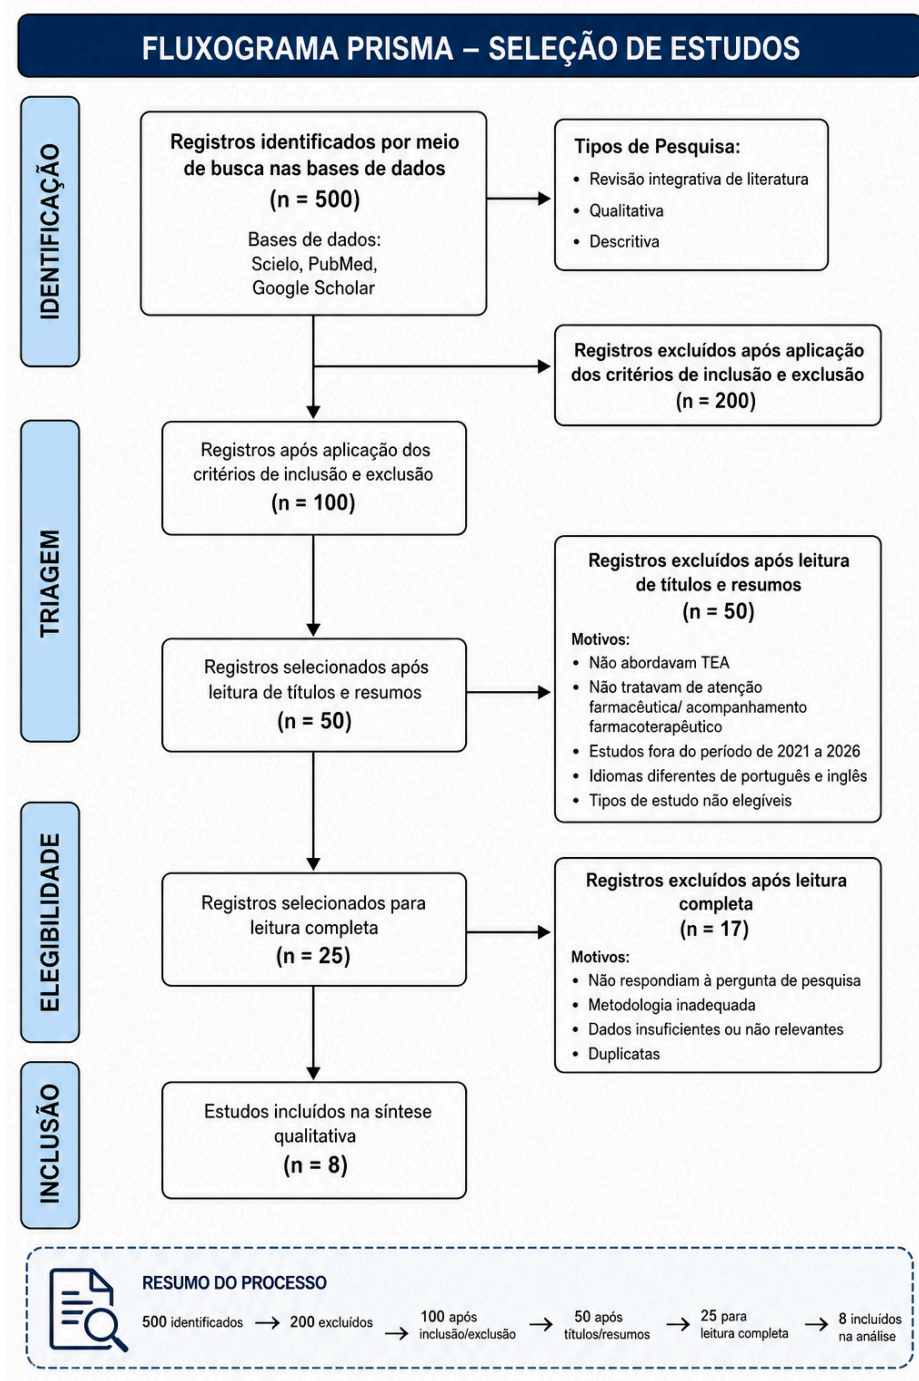 FLUXOGRAMA PRISMA – SELEÇÃO DE ESTUDOS
IDENTIFICAÇÃO
Registros identificados por meio
de busca nas bases de dados
(n = 500)
Bases de dados:
Scielo, PubMed,
Google Scholar
Tipos de Pesquisa:
• Revisão integrativa de literatura
• Qualitativa
• Descritiva
Registros excluídos após aplicação
dos critérios de inclusão e exclusão
(n = 200)
TRIAGEM
Registros após aplicação dos
critérios de inclusão e exclusão
(n = 100)
Registros selecionados após
leitura de títulos e resumos
(n = 50)
Registros excluídos após leitura
de títulos e resumos
(n = 50)
Motivos:
• Não abordavam TEA
• Não tratavam de atenção
farmacêutica/ acompanhamento
farmacoterapêutico
• Estudos fora do período de 2021 a 2026
• Idiomas diferentes de português e inglês
• Tipos de estudo não elegíveis
ELEGIBILIDADE
Registros selecionados para
leitura completa
(n = 25)
Registros excluídos após leitura
completa
(n = 17)
Motivos:
• Não respondiam à pergunta de pesquisa
• Metodologia inadequada
• Dados insuficientes ou não relevantes
• Duplicatas
INCLUSÃO
Estudos incluídos na síntese
qualitativa
(n = 8)
RESUMO DO PROCESSO
500 identificados
200 excluídos
100 após
inclusão/exclusão
50 após
títulos/resumos
25 para
leitura completa
8 incluídos
na análise